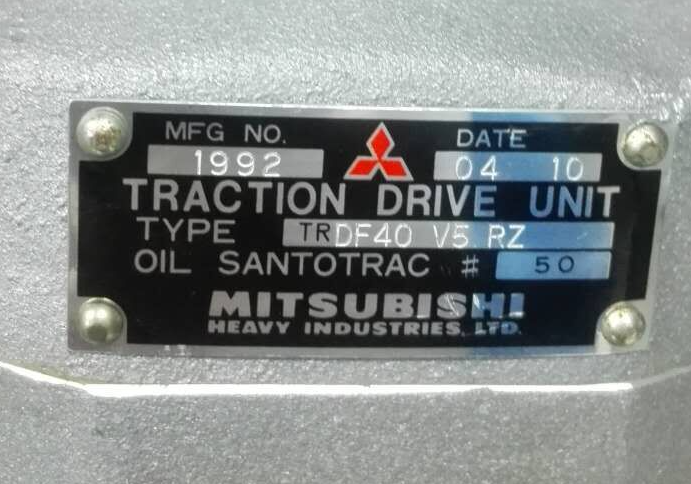 MFG NO. DATE
1992 04 10
TRACTION DRIVE UNIT
TYPE TRDF40 V5 RZ
OIL SANTOTRAC # 50
MITSUBISHI
HEAVY INDUSTRIES, LTD.